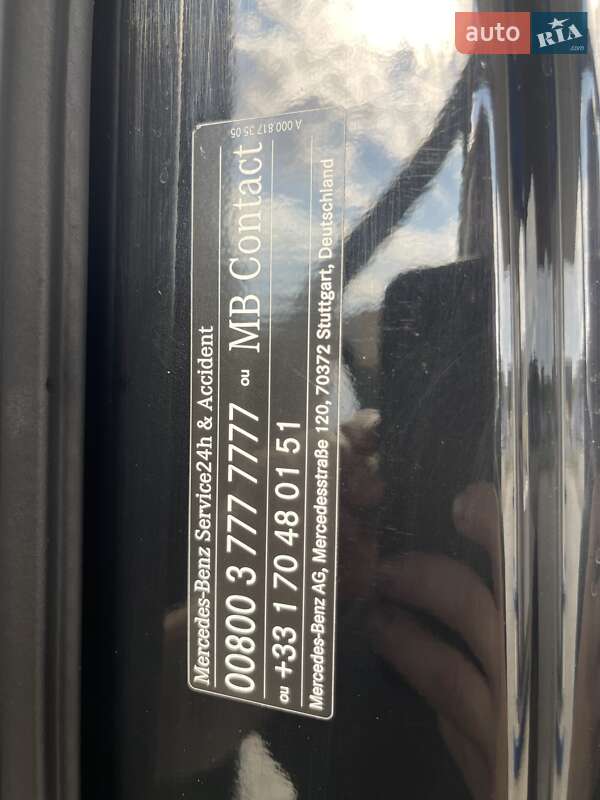 auto RIA.com
A 000 817 35 05
Mercedes-Benz Service24h & Accident
00800 3 777 7777 ou MB Contact
ou +33 1 70 48 01 51
Mercedes-Benz AG, Mercedesstraße 120, 70372 Stuttgart, Deutschland